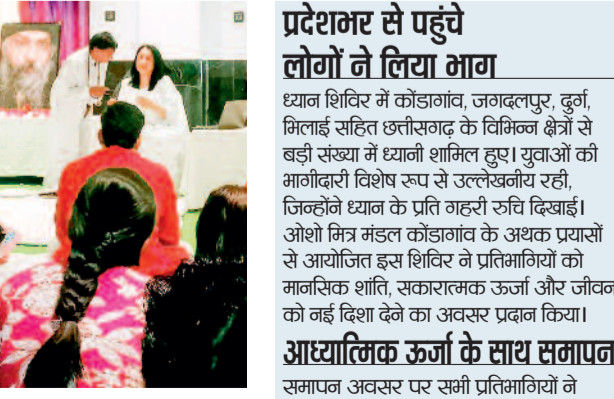 प्रदेशभर से पहुंचे
लोगों ने लिया भाग
ध्यान शिविर में कोंडागांव, जगदलपुर, दुर्ग,
भिलाई सहित छत्तीसगढ़ के विभिन्न क्षेत्रों से
बड़ी संख्या में ध्यानी शामिल हुए। युवाओं की
भागीदारी विशेष रूप से उल्लेखनीय रही,
जिन्होंने ध्यान के प्रति गहरी रुचि दिखाई।
ओशो मित्र मंडल कोंडागांव के अथक प्रयासों
से आयोजित इस शिविर ने प्रतिभागियों को
मानसिक शांति, सकारात्मक ऊर्जा और जीवन
को नई दिशा देने का अवसर प्रदान किया।
आध्यात्मिक ऊर्जा के साथ समापन
समापन अवसर पर सभी प्रतिभागियों ने